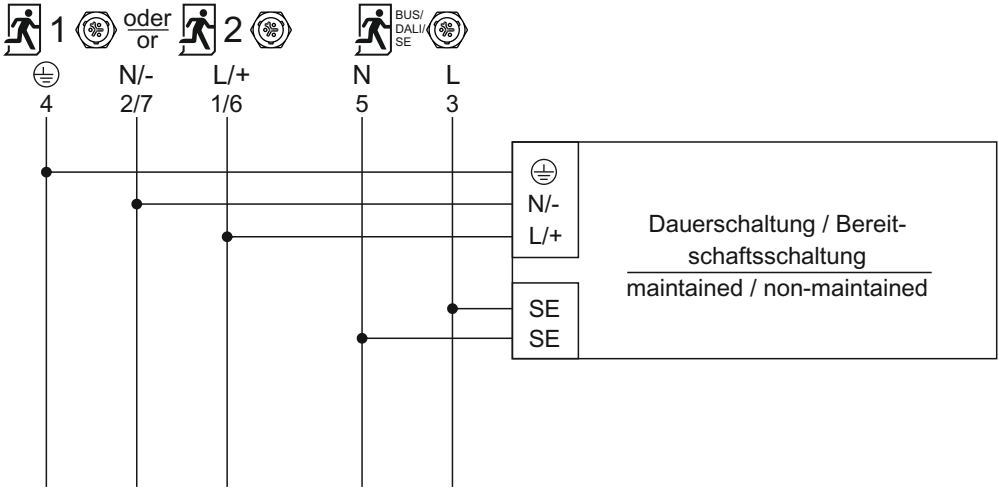 1 oder or 2 BUS/ DALI/ SE
N/- L/+ N L
4 2/7 1/6 5 3
N/-
L/+
SE
SE
Dauerschaltung / Bereit-
schaftsschaltung
maintained / non-maintained